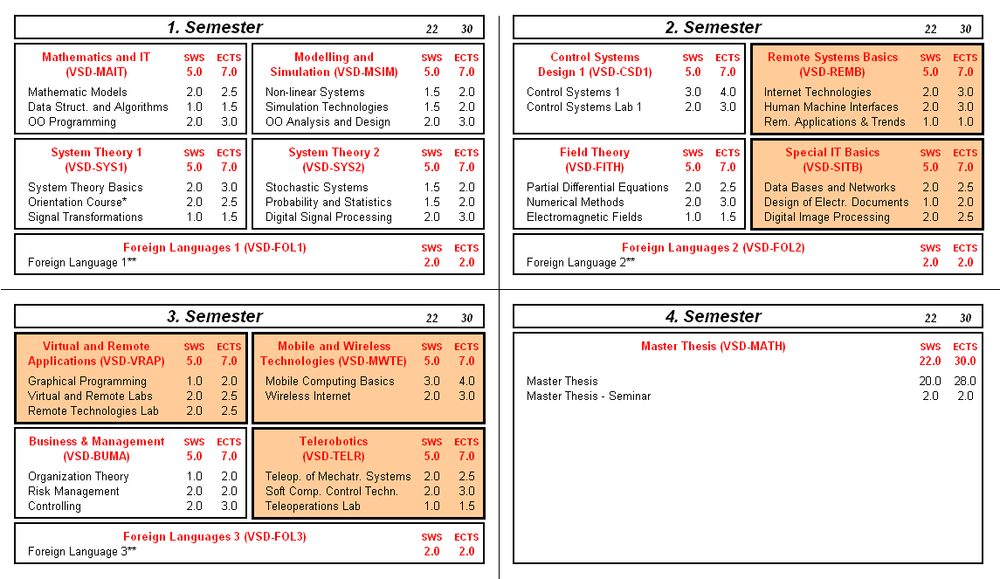 1. Semester 22 30
Mathematics and IT SWS ECTS
(VSD-MAIT) 5.0 7.0
Mathematic Models 2.0 2.5
Data Struct. and Algorithms 1.0 1.5
OO Programming 2.0 3.0
Modelling and SWS ECTS
Simulation (VSD-MSIM) 5.0 7.0
Non-linear Systems 1.5 2.0
Simulation Technologies 1.5 2.0
OO Analysis and Design 2.0 3.0
System Theory 1 SWS ECTS
(VSD-SYS1) 5.0 7.0
System Theory Basics 2.0 3.0
Orientation Course* 2.0 2.5
Signal Transformations 1.0 1.5
System Theory 2 SWS ECTS
(VSD-SYS2) 5.0 7.0
Stochastic Systems 1.5 2.0
Probability and Statistics 1.5 2.0
Digital Signal Processing 2.0 3.0
Foreign Languages 1 (VSD-FOL1) SWS ECTS
Foreign Language 1** 2.0 2.0
2. Semester 22 30
Control Systems SWS ECTS
Design 1 (VSD-CSD1) 5.0 7.0
Control Systems 1 3.0 4.0
Control Systems Lab 1 2.0 3.0
Remote Systems Basics SWS ECTS
(VSD-REMB) 5.0 7.0
Internet Technologies 2.0 3.0
Human Machine Interfaces 2.0 3.0
Rem. Applications & Trends 1.0 1.0
Field Theory SWS ECTS
(VSD-FITH) 5.0 7.0
Partial Differential Equations 2.0 2.5
Numerical Methods 2.0 3.0
Electromagnetic Fields 1.0 1.5
Special IT Basics SWS ECTS
(VSD-SITB) 5.0 7.0
Data Bases and Networks 2.0 2.5
Design of Electr. Documents 1.0 2.0
Digital Image Processing 2.0 2.5
Foreign Languages 2 (VSD-FOL2) SWS ECTS
Foreign Language 2** 2.0 2.0
3. Semester 22 30
Virtual and Remote SWS ECTS
Applications (VSD-VRAP) 5.0 7.0
Graphical Programming 1.0 2.0
Virtual and Remote Labs 2.0 2.5
Remote Technologies Lab 2.0 2.5
Mobile and Wireless SWS ECTS
Technologies (VSD-MWTE) 5.0 7.0
Mobile Computing Basics 3.0 4.0
Wireless Internet 2.0 3.0
Business & Management SWS ECTS
(VSD-BUMA) 5.0 7.0
Organization Theory 1.0 2.0
Risk Management 2.0 2.0
Controlling 2.0 3.0
Telerobotics SWS ECTS
(VSD-TELR) 5.0 7.0
Teleop. of Mechatr. Systems 2.0 2.5
Soft Comp. Control Techn. 2.0 3.0
Teleoperations Lab 1.0 1.5
Foreign Languages 3 (VSD-FOL3) SWS ECTS
Foreign Language 3** 2.0 2.0
4. Semester 22 30
Master Thesis (VSD-MATH) SWS ECTS
22.0 30.0
Master Thesis 20.0 28.0
Master Thesis - Seminar 2.0 2.0